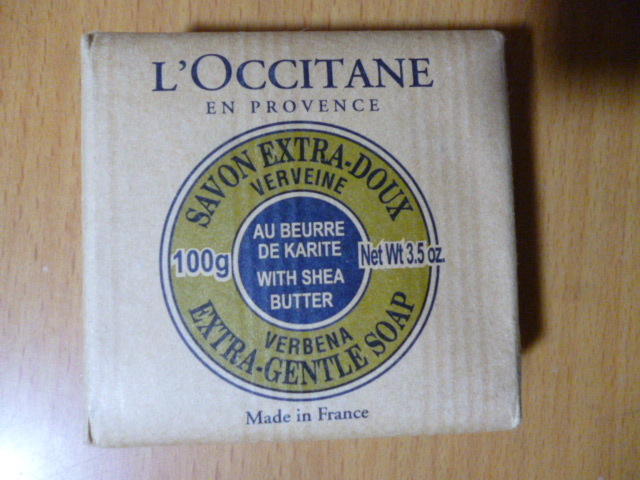 L'OCCITANE
EN PROVENCE
SAVON EXTRA-DOUX
VERVEINE
AU BEURRE
DE KARITE
WITH SHEA
BUTTER
100g
Net Wt 3.5 oz.
VERBENA
EXTRA-GENTLE SOAP
Made in France